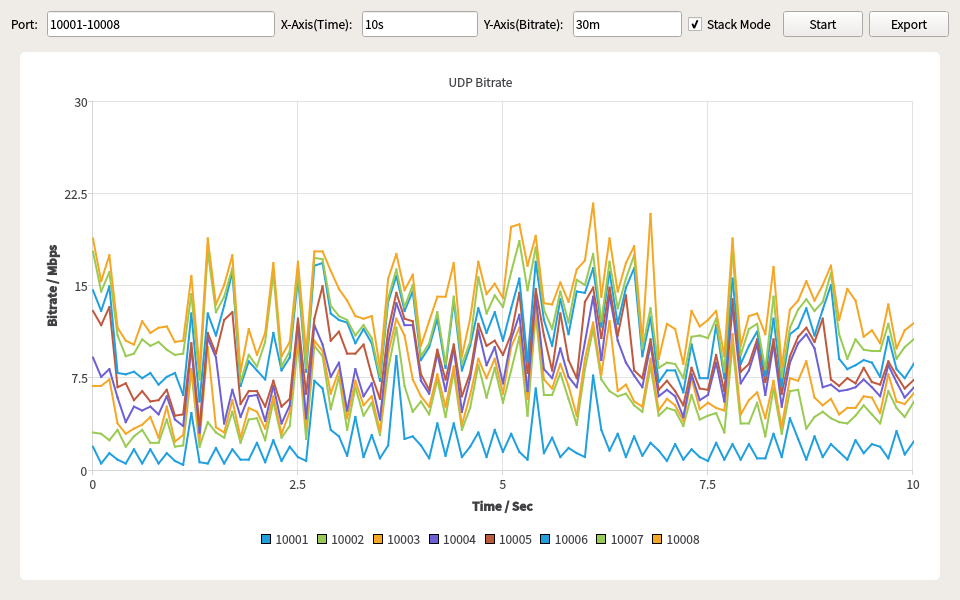 Port: 10001-10008 X-Axis(Time): 10s Y-Axis(Bitrate): 30m Stack Mode Start Export
UDP Bitrate
30
22.5
15
7.5
0
Bitrate / Mbps
0 2.5 5 7.5 10
Time / Sec
10001 10002 10003 10004 10005 10006 10007 10008